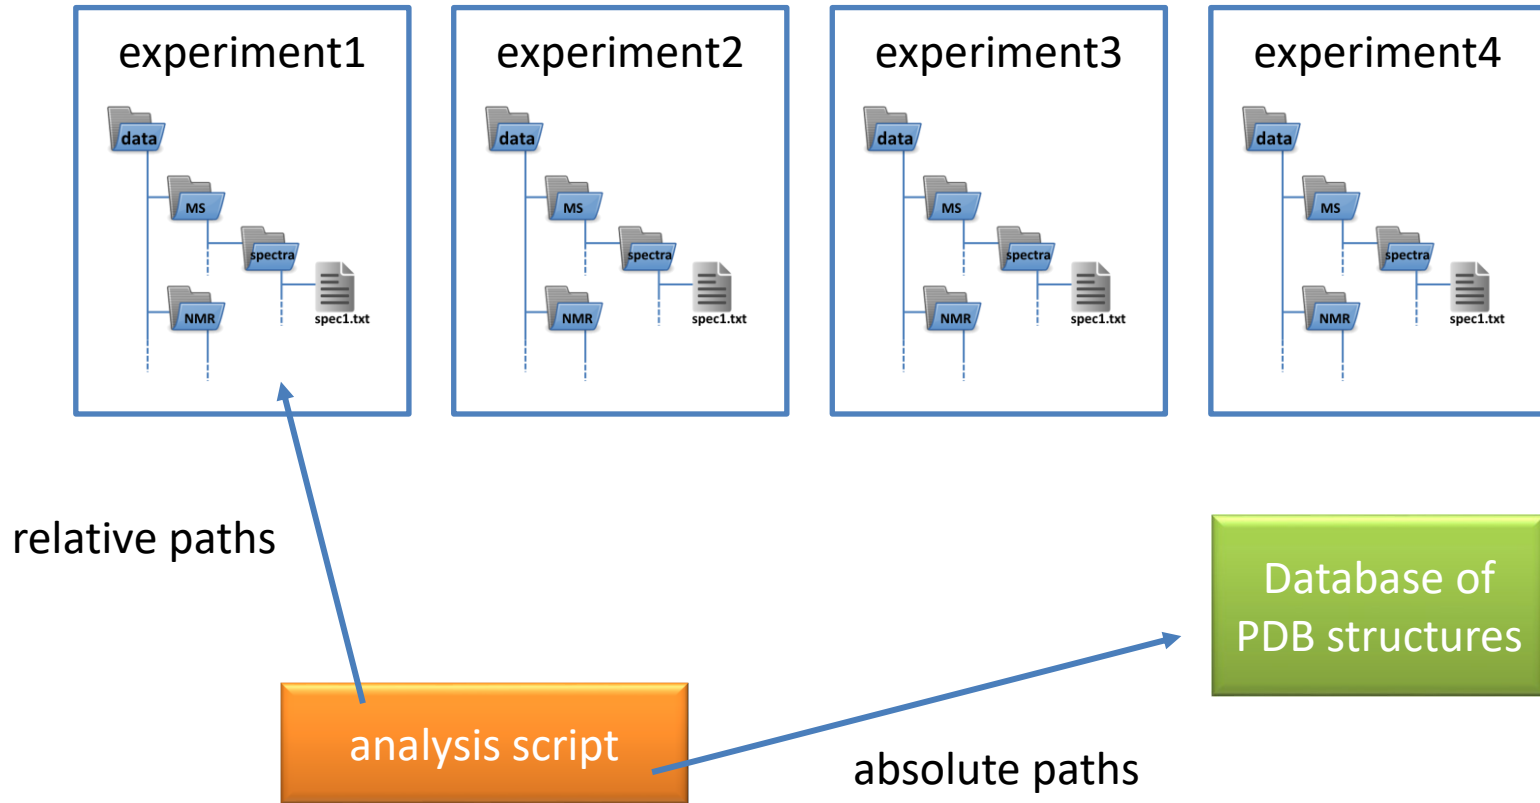 experiment1
data
MS
spectra
spec1.txt
NMR
experiment2
data
MS
spectra
spec1.txt
NMR
experiment3
data
MS
spectra
spec1.txt
NMR
experiment4
data
MS
spectra
spec1.txt
NMR
relative paths
Database of
PDB structures
analysis script
absolute paths